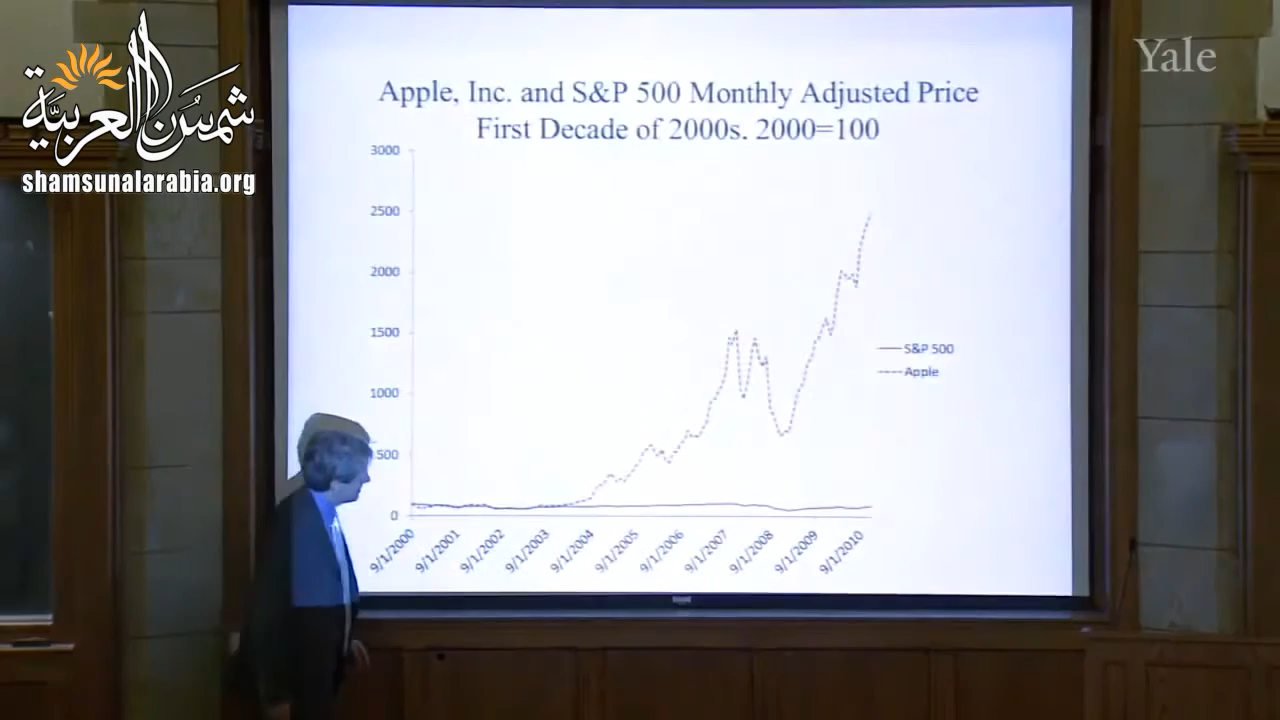 شمسُ العربيّة
shamsunalarabia.org
Yale
Apple, Inc. and S&P 500 Monthly Adjusted Price
First Decade of 2000s. 2000=100
3000
2500
2000
1500
1000
500
0
9/1/2000
9/1/2001
9/1/2002
9/1/2003
9/1/2004
9/1/2005
9/1/2006
9/1/2007
9/1/2008
9/1/2009
9/1/2010
S&P 500
Apple